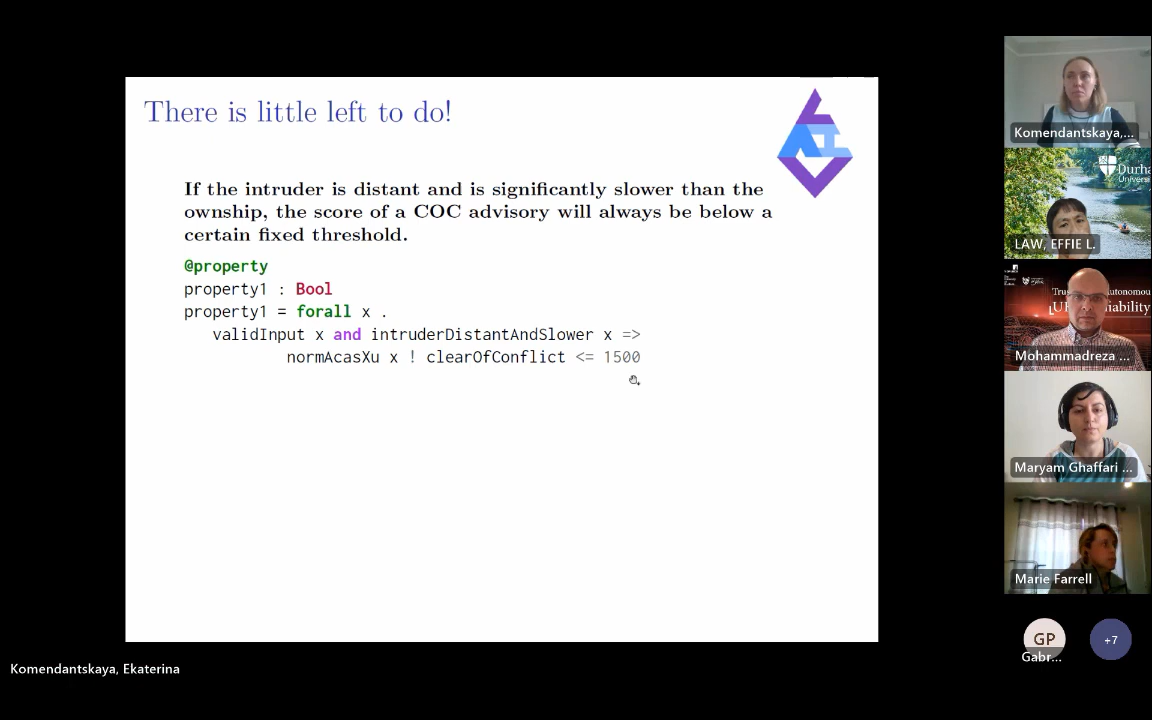 There is little left to do!
If the intruder is distant and is significantly slower than the
ownship, the score of a COC advisory will always be below a
certain fixed threshold.
@property
property1 : Bool
property1 = forall x .
validInput x and intruderDistantAndSlower x =>
normAcasXu x ! clearOfConflict <= 1500
Komendantskaya,...
LAW, EFFIE L.
Mohammadreza ...
Maryam Ghaffari ...
Marie Farrell
GP
Gabr...
+7
Komendantskaya, Ekaterina